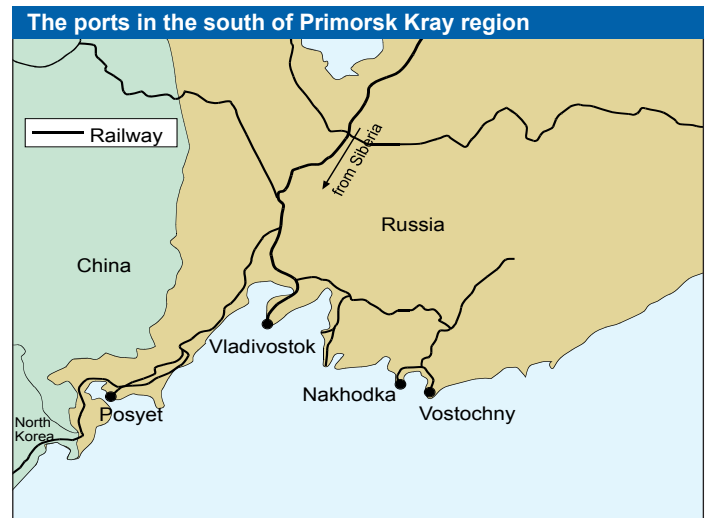 The ports in the south of Primorsk Kray region
Railway
from Siberia
Russia
China
Vladivostok
Nakhodka
Vostochny
Posyet
North
Korea